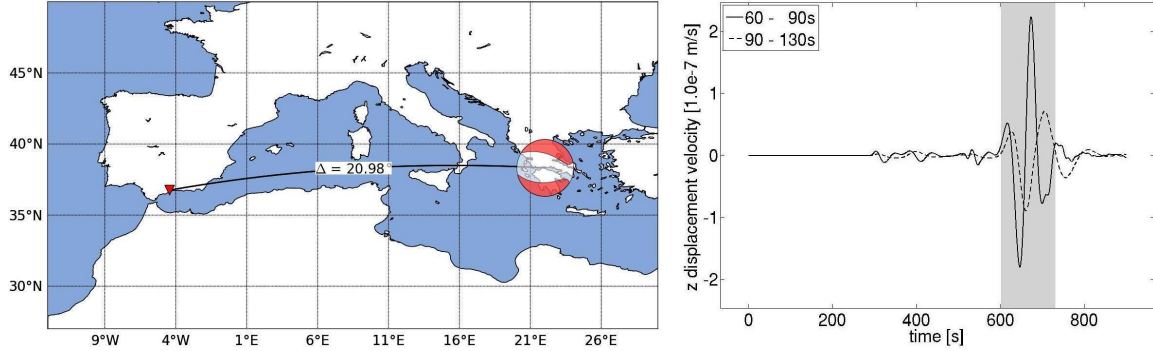 45°N
40°N
35°N
30°N
9°W 4°W 1°E 6°E 11°E 16°E 21°E 26°E
Δ = 20.98°
60 - 90s
90 - 130s
z displacement velocity [1.0e-7 m/s]
2
1
0
-1
-2
0 200 400 600 800
time [s]